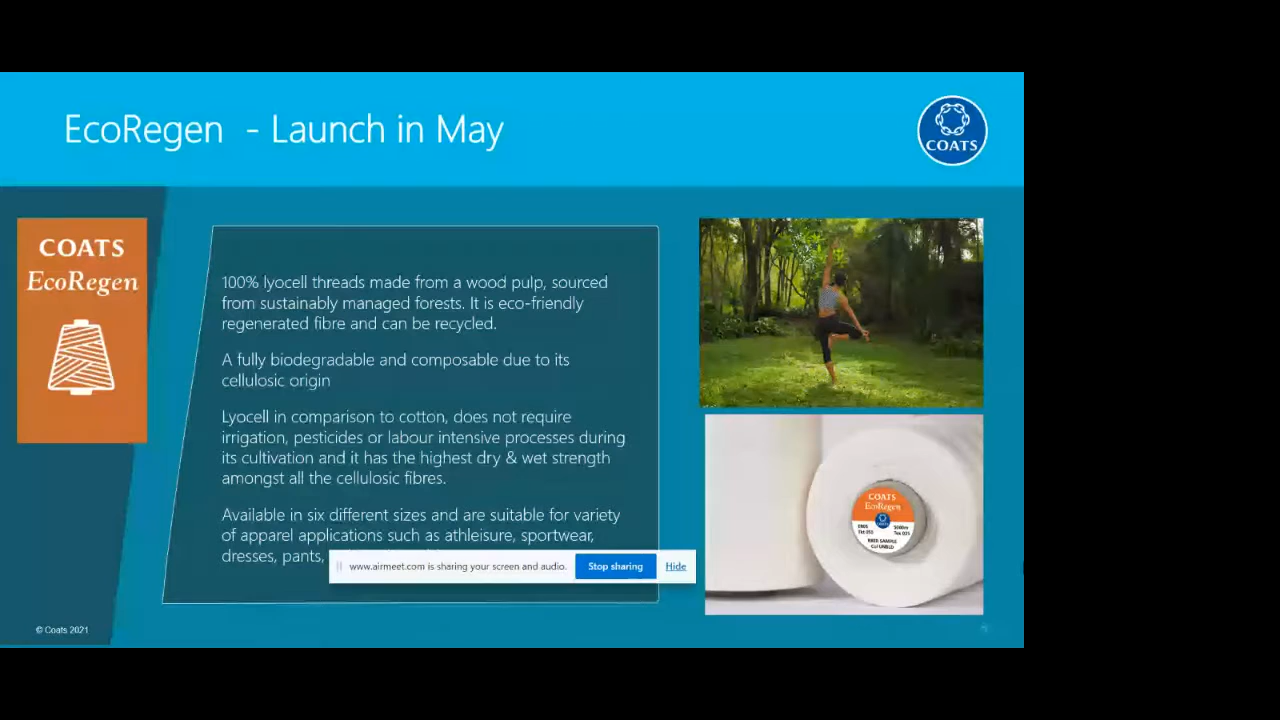 EcoRegen - Launch in May
COATS
COATS
EcoRegen
100% lyocell threads made from a wood pulp, sourced
from sustainably managed forests. It is eco-friendly
regenerated fibre and can be recycled.
A fully biodegradable and composable due to its
cellulosic origin
Lyocell in comparison to cotton, does not require
irrigation, pesticides or labour intensive processes during
its cultivation and it has the highest dry & wet strength
amongst all the cellulosic fibres.
Available in six different sizes and are suitable for variety
of apparel applications such as athleisure, sportwear,
dresses, pants,
www.airmeet.com is sharing your screen and audio.
Stop sharing
Hide
COATS
EcoRegen
© Coats 2021